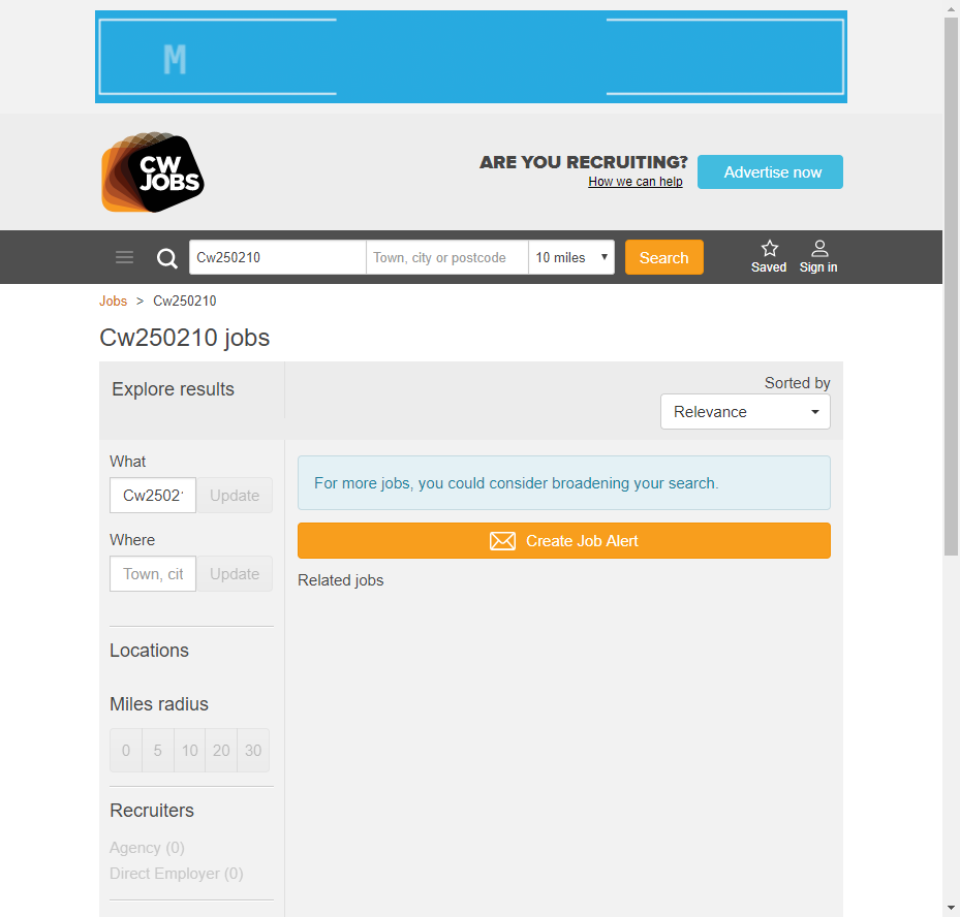 M
CW
JOBS
ARE YOU RECRUITING?
How we can help
Advertise now
Cw250210
Town, city or postcode
10 miles
Search
Saved
Sign in
Jobs > Cw250210
Cw250210 jobs
Explore results
Sorted by
Relevance
What
Cw2502
Update
For more jobs, you could consider broadening your search.
Create Job Alert
Where
Town, cit
Update
Related jobs
Locations
Miles radius
0 5 10 20 30
Recruiters
Agency (0)
Direct Employer (0)